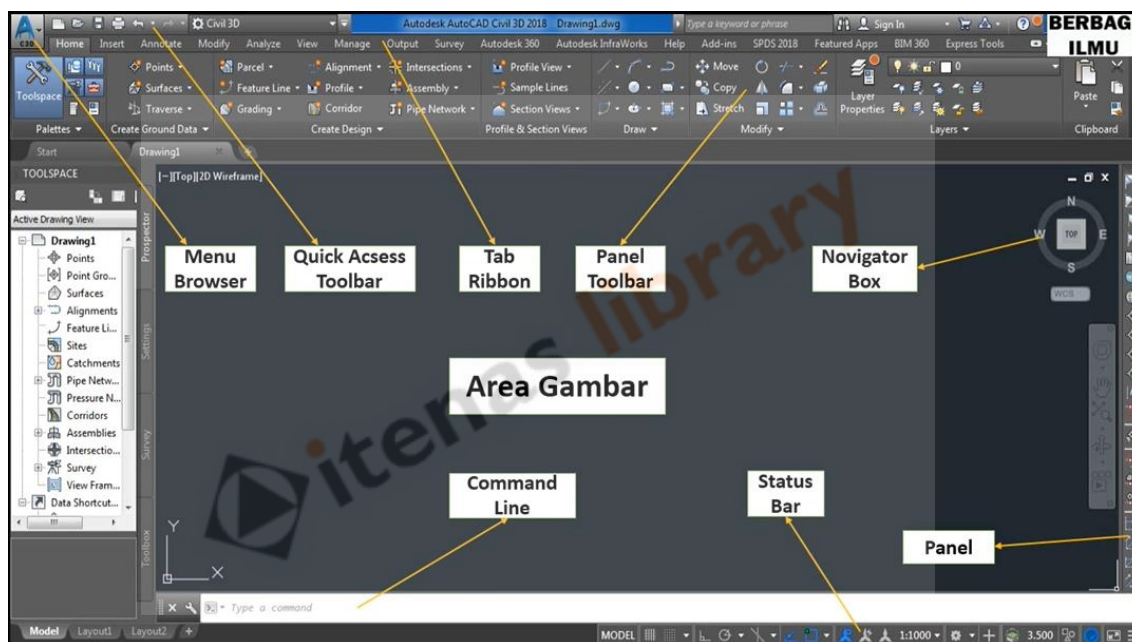 Civil 3D
Autodesk AutoCAD Civil 3D 2018 Drawing1.dwg
Type a keyword or phrase
Sign In
BERBAG
ILMU
C3D
Home Insert Annotate Modify Analyze View Manage Output Survey Autodesk 360 Autodesk InfraWorks Help Add-ins SPDS 2018 Featured Apps BIM 360 Express Tools
Toolspace
Points Parcel Alignment Intersections Profile View Move 0
Surfaces Feature Line Profile Assembly Sample Lines Copy
Traverse Grading Corridor Pipe Network Section Views Stretch
Layer
Properties
Paste
Palettes Create Ground Data Create Design Profile & Section Views Draw Modify Layers Clipboard
Start Drawing1
TOOLSPACE
[−][Top][2D Wireframe]
Active Drawing View
Drawing1
Points
Point Gro...
Surfaces
Alignments
Feature Li...
Sites
Catchments
Pipe Netw...
Pressure N...
Corridors
Assemblies
Intersectio...
Survey
View Fram...
Data Shortcut...
Prospector
Settings
Survey
Toolbox
Menu
Browser
Quick Acsess
Toolbar
Tab
Ribbon
Panel
Toolbar
Novigator
Box
N
W TOP E
S
WCS
Area Gambar
itenas library
Command
Line
Status
Bar
Panel
Y
X
Type a command
Model Layout1 Layout2 +
MODEL 1:1000 3.500